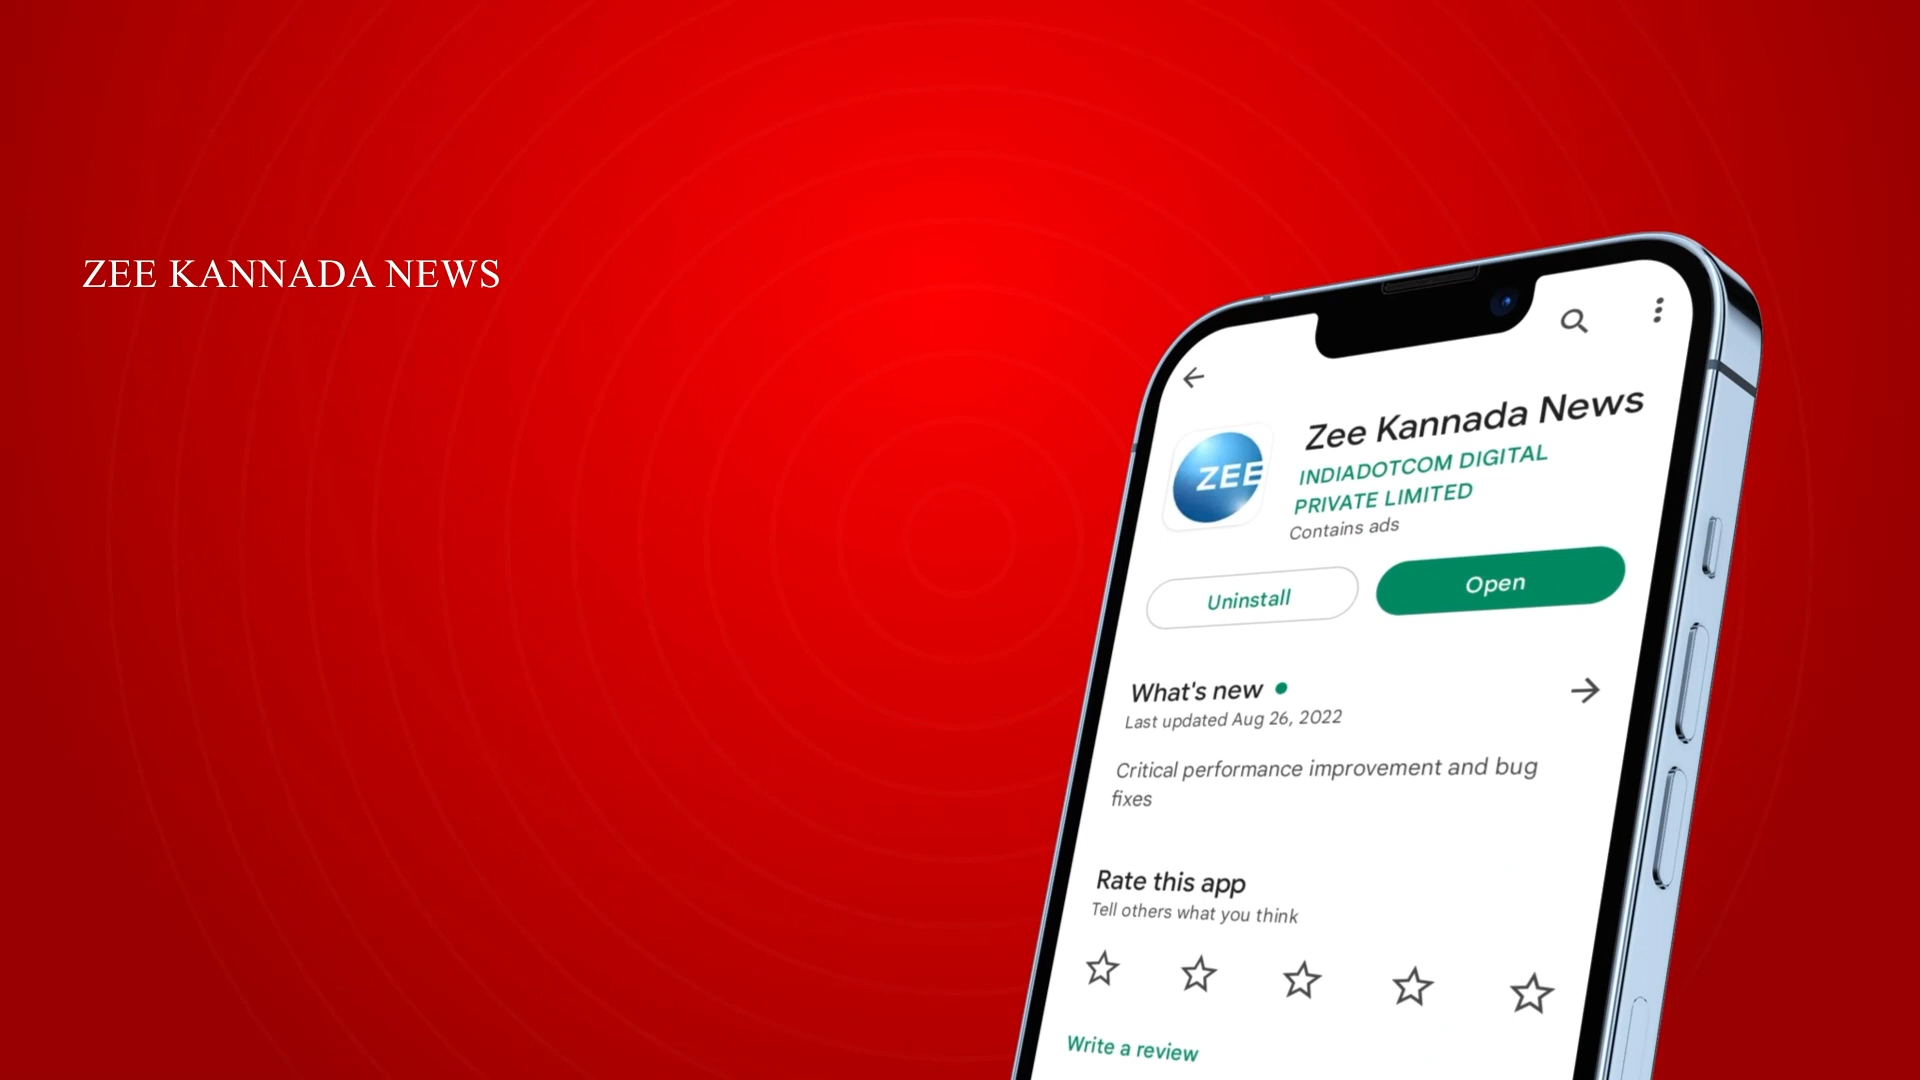 ZEE KANNADA NEWS
Zee Kannada News
INDIADOTCOM DIGITAL
PRIVATE LIMITED
Contains ads
ZEE
Uninstall
Open
What's new
Last updated Aug 26, 2022
Critical performance improvement and bug
fixes
Rate this app
Tell others what you think
Write a review